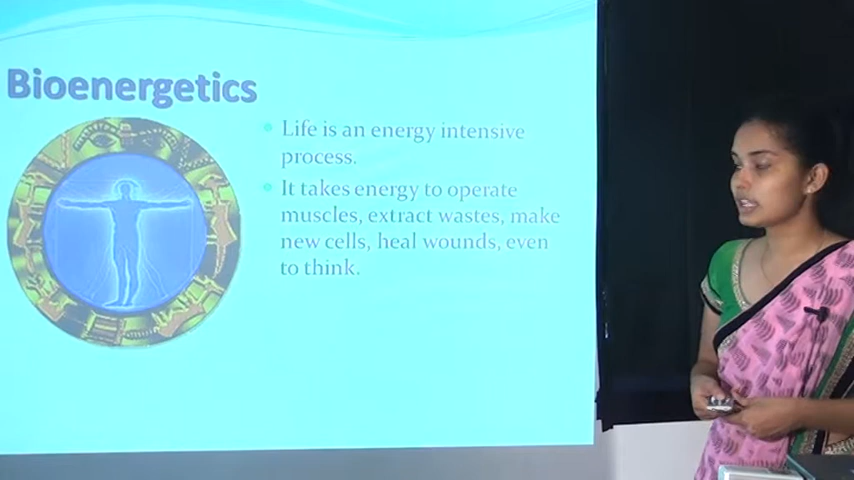 Bioenergetics
Life is an energy intensive
process.
It takes energy to operate
muscles, extract wastes, make
new cells, heal wounds, even
to think.